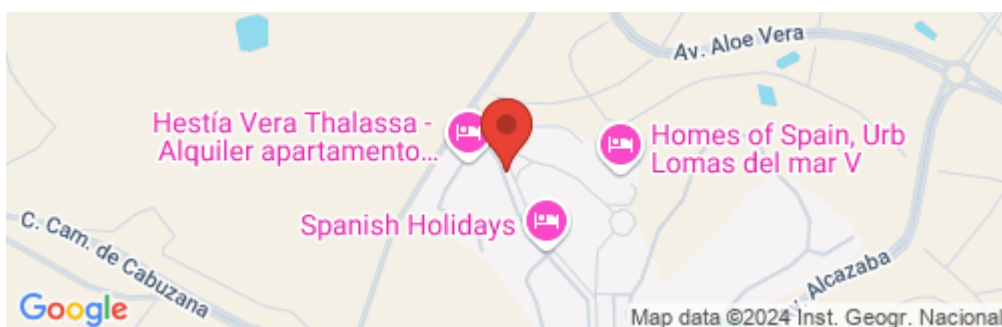 Av. Aloe Vera
Hestía Vera Thalassa -
Alquiler apartamento...
Homes of Spain, Urb
Lomas del mar V
Spanish Holidays
C. Cam. de Cabuzana
Alcazaba
Google
Map data ©2024 Inst. Geogr. Nacional